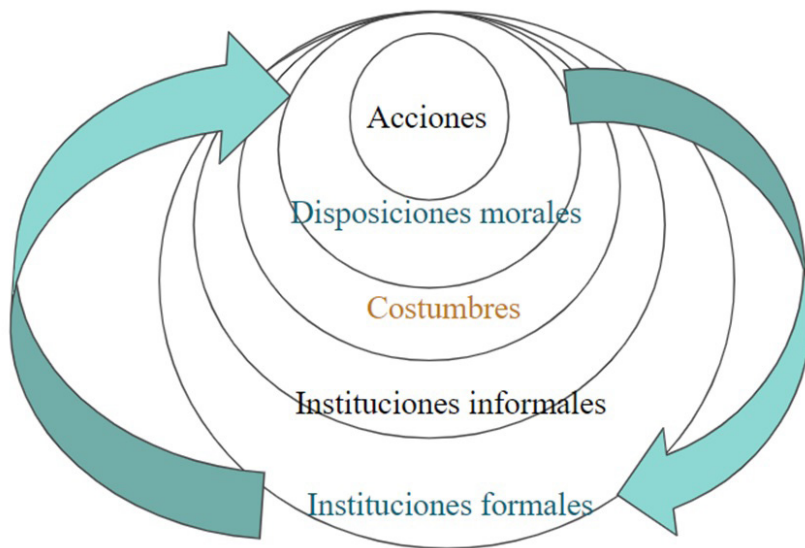 Acciones
Disposiciones morales
Costumbres
Instituciones informales
Instituciones formales